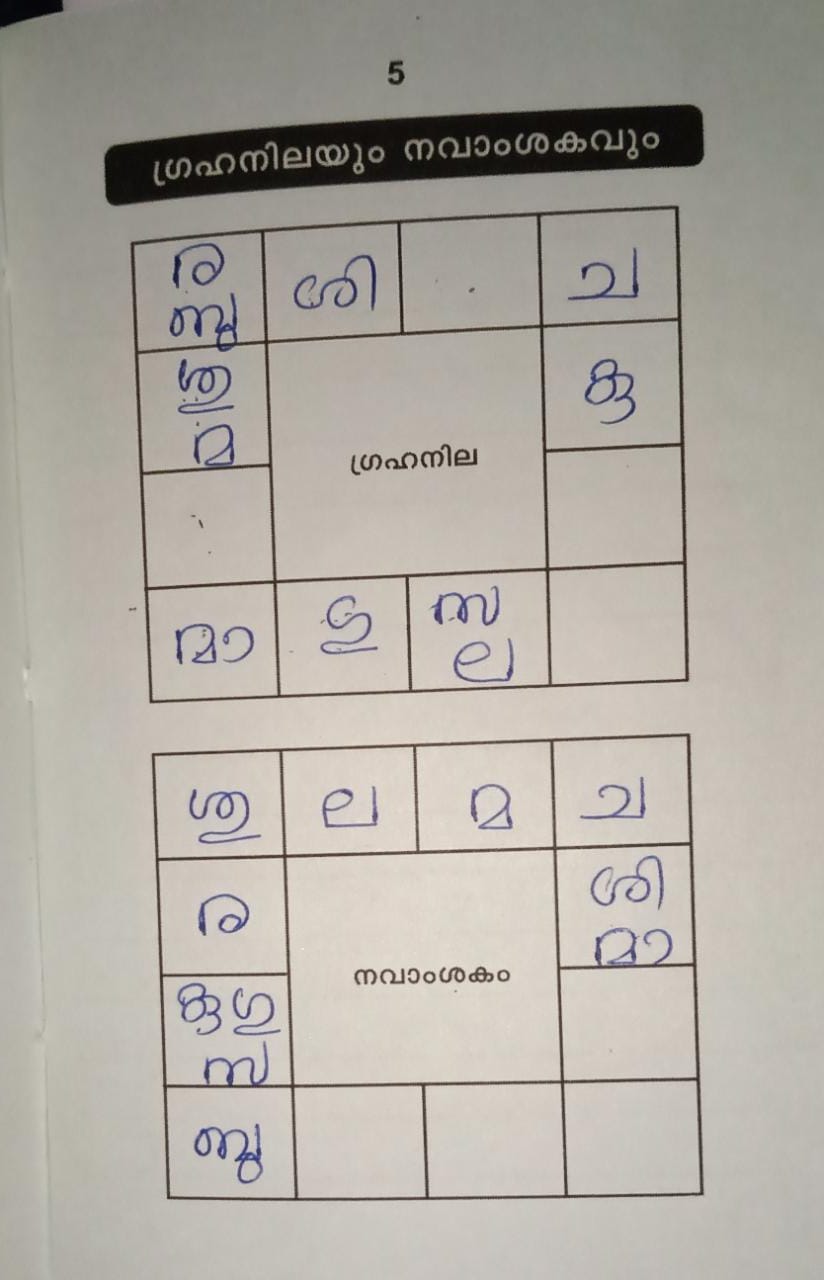 5
ഗ്രഹനിലയും നവാംശകവും
ര ശി ച
ബു
ശു കു
മ
ഗ്രഹനില
മാ ഗു സ
ല
ശു ല മ ച
ര ശി
മാ
നവാംശകം
കു ഗു
സ
ബു